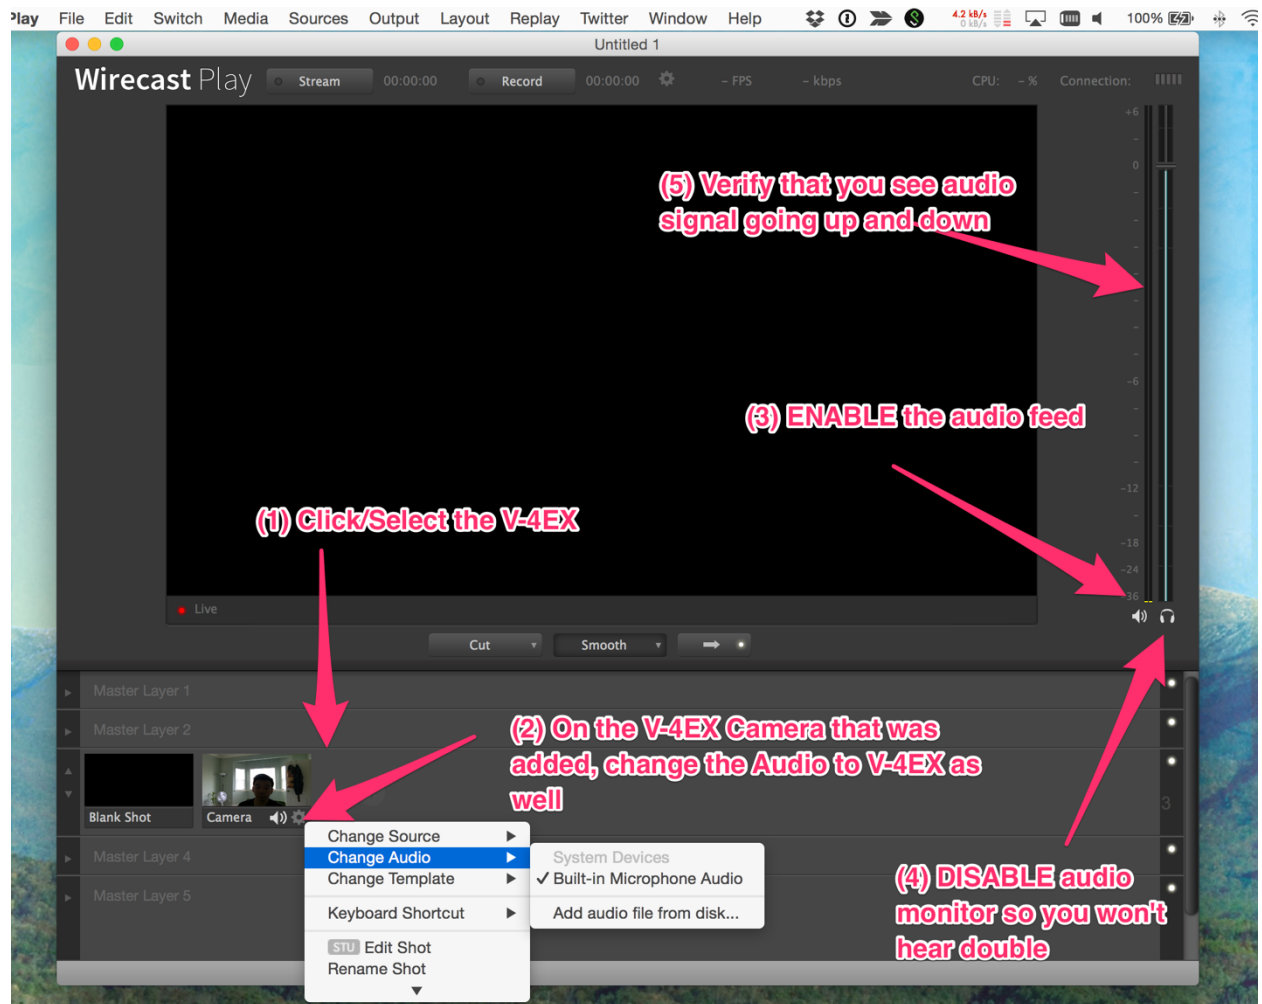 Play File Edit Switch Media Sources Output Layout Replay Twitter Window Help 4.2 kB/s 0 kB/s 100%
Untitled 1
Wirecast Play Stream 00:00:00 Record 00:00:00 – FPS – kbps CPU: – % Connection:
+6
(5) Verify that you see audio
signal going up and down
0
-6
(3) ENABLE the audio feed
-12
(1) Click/Select the V-4EX
-18
-24
-36
Live
Cut Smooth
Master Layer 1
Master Layer 2
(2) On the V-4EX Camera that was
added, change the Audio to V-4EX as
well
3
Blank Shot Camera
Change Source
Change Audio
Change Template
Keyboard Shortcut
STU Edit Shot
Rename Shot
System Devices
✓ Built-in Microphone Audio
Add audio file from disk...
Master Layer 4
Master Layer 5
(4) DISABLE audio
monitor so you won't
hear double